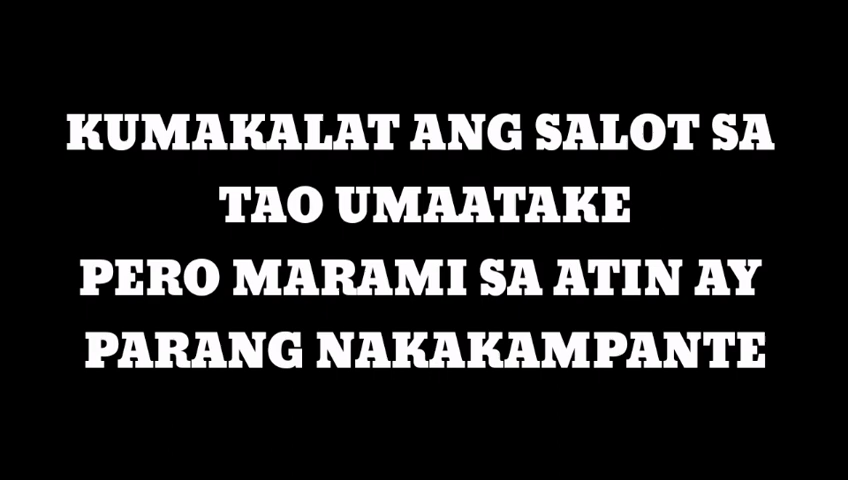 KUMAKALAT ANG SALOT SA
TAO UMAATAKE
PERO MARAMI SA ATIN AY
PARANG NAKAKAMPANTE